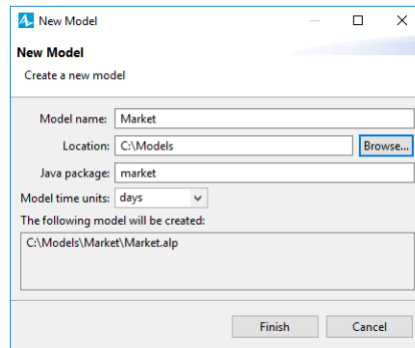 New Model
New Model
Create a new model
Model name: Market
Location: C:\Models Browse...
Java package: market
Model time units: days
The following model will be created:
C:\Models\Market\Market.alp
Finish Cancel